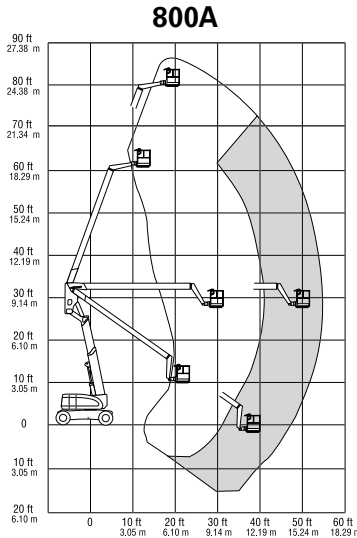 800A
90 ft
27.38 m
80 ft
24.38 m
70 ft
21.34 m
60 ft
18.29 m
50 ft
15.24 m
40 ft
12.19 m
30 ft
9.14 m
20 ft
6.10 m
10 ft
3.05 m
0
10 ft
3.05 m
20 ft
6.10 m
0 10 ft 20 ft 30 ft 40 ft 50 ft 60 ft
3.05 m 6.10 m 9.14 m 12.19 m 15.24 m 18.29 m